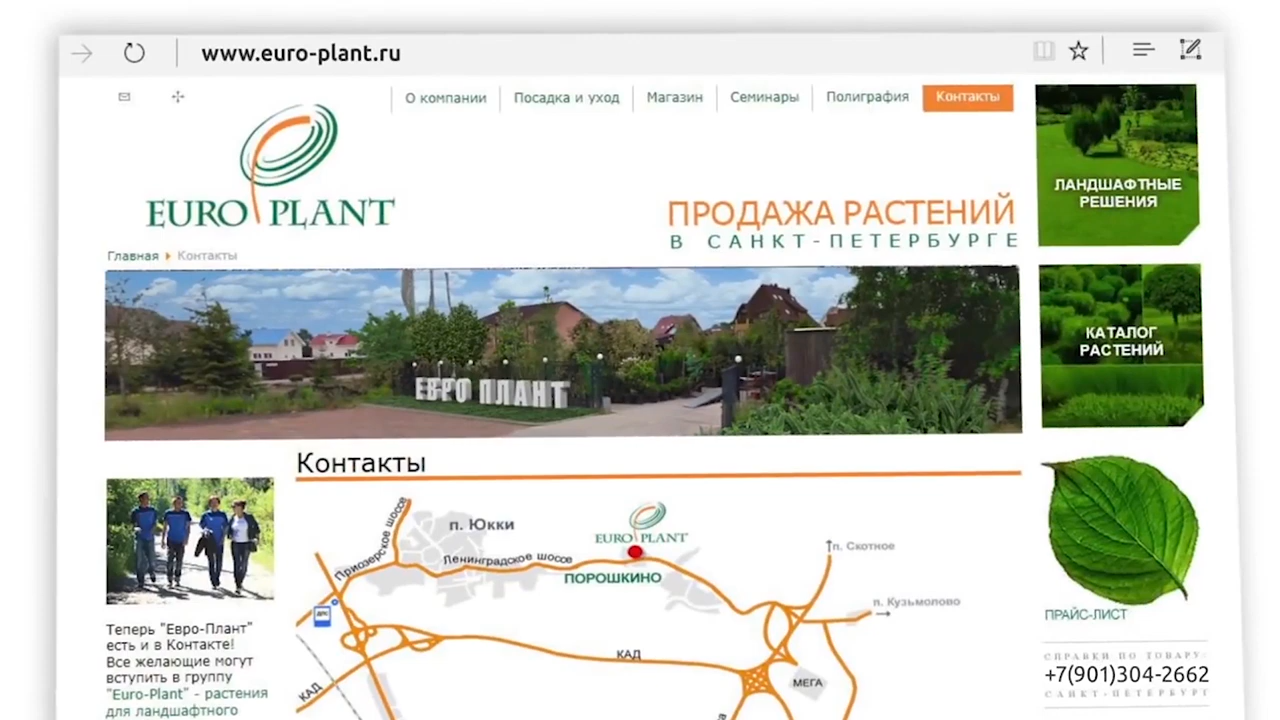 www.euro-plant.ru
О компании
Посадка и уход
Магазин
Семинары
Полиграфия
Контакты
EURO PLANT
ПРОДАЖА РАСТЕНИЙ
В САНКТ-ПЕТЕРБУРГЕ
ЛАНДШАФТНЫЕ
РЕШЕНИЯ
Главная Контакты
ЕВРО ПЛАНТ
КАТАЛОГ
РАСТЕНИЙ
Контакты
Приозерское шоссе
п. Юкки
Ленинградское шоссе
EURO PLANT
ПОРОШКИНО
п. Скотное
п. Кузьмолово
ДПС
КАД
КАД
МЕГА
Теперь "Евро-Плант"
есть и в Контакте!
Все желающие могут
вступить в группу
"Euro-Plant" - растения
для ландшафтного
ПРАЙС-ЛИСТ
СПРАВКИ ПО ТОВАРУ:
+7(901)304-2662
САНКТ-ПЕТЕРБУРГ